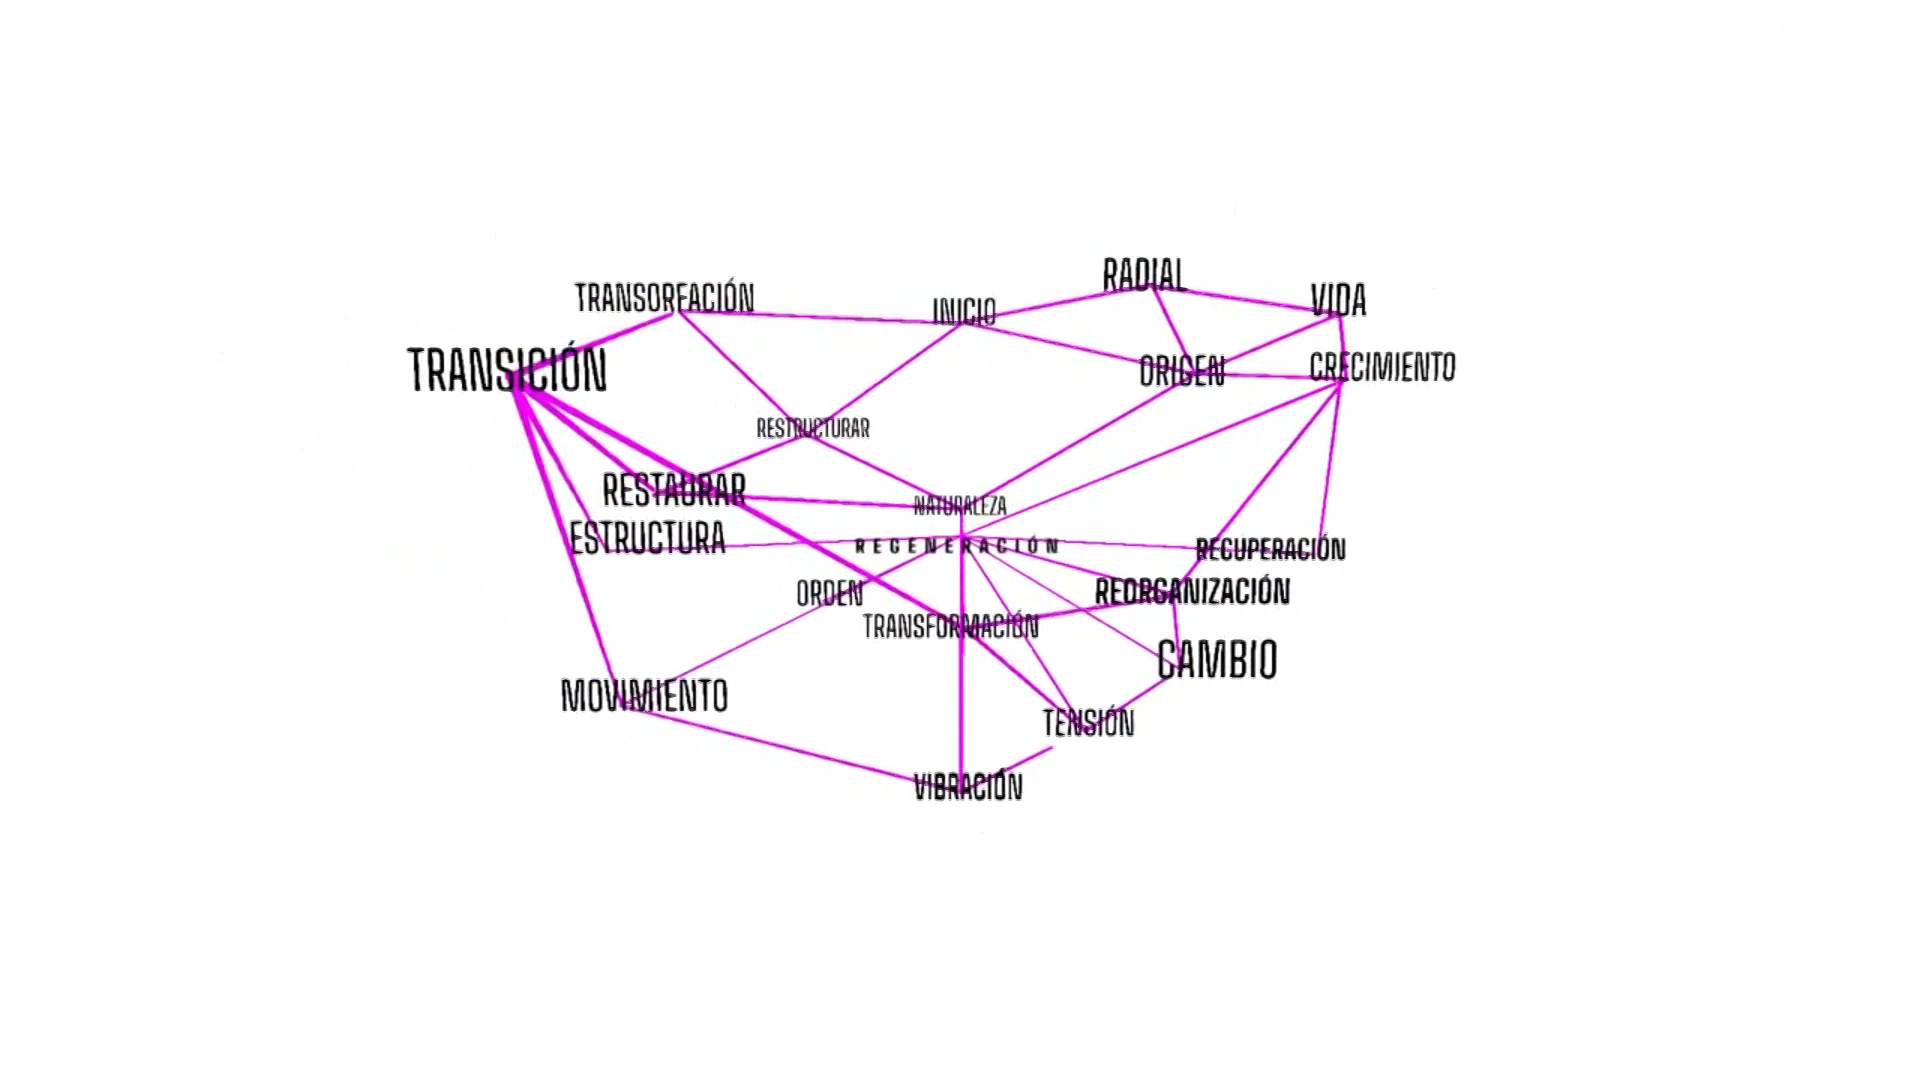 RADIAL
TRANSOREACIÓN
INICIO
VIDA
TRANSICIÓN
ORIGEN
CRECIMIENTO
RESTRUCTURAR
RESTAURAR
NATURALEZA
ESTRUCTURA
REGENERACIÓN
RECUPERACIÓN
ORDEN
REORGANIZACIÓN
TRANSFORMACIÓN
CAMBIO
MOVIMIENTO
TENSIÓN
VIBRACIÓN